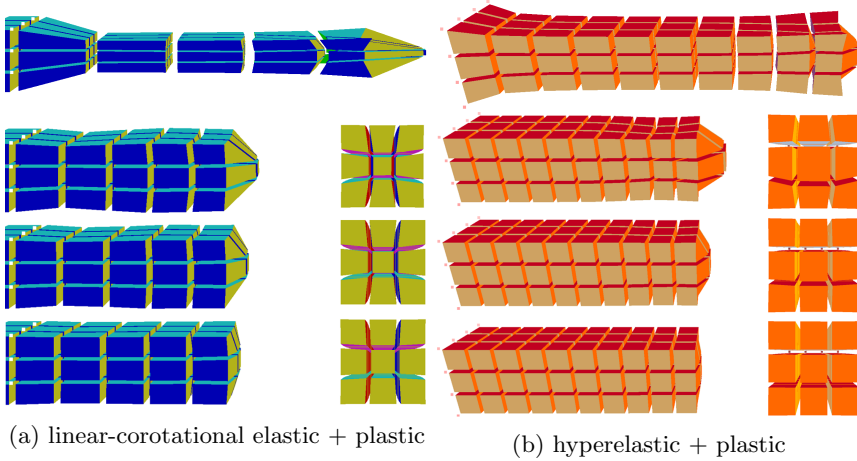 (a) linear-corotational elastic + plastic
(b) hyperelastic + plastic